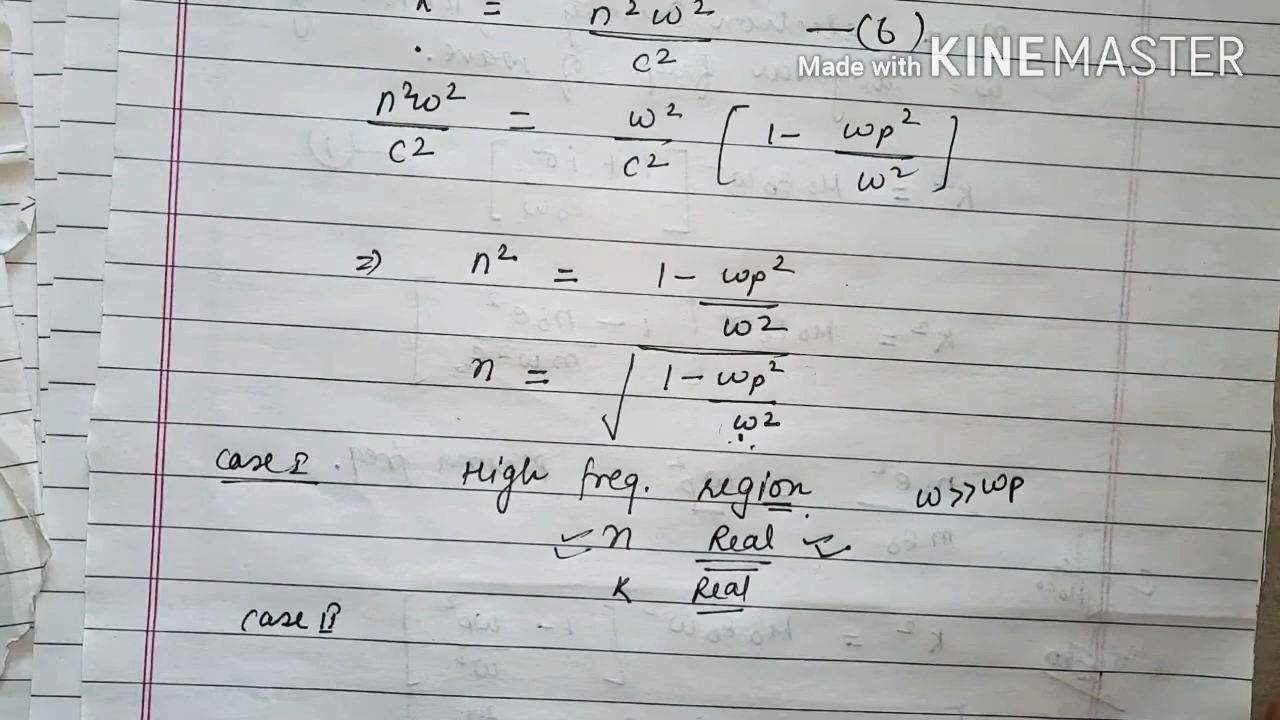 = n²ω² —(6)
c²
Made with KINEMASTER
n²ω² = ω² [ 1 - ωp² ]
c² c² ω²
⇒ n² = 1 - ωp²
ω²
n = √ 1 - ωp²
ω²
Case I High freq. region. ω>>ωp
n Real
K Real
Case II